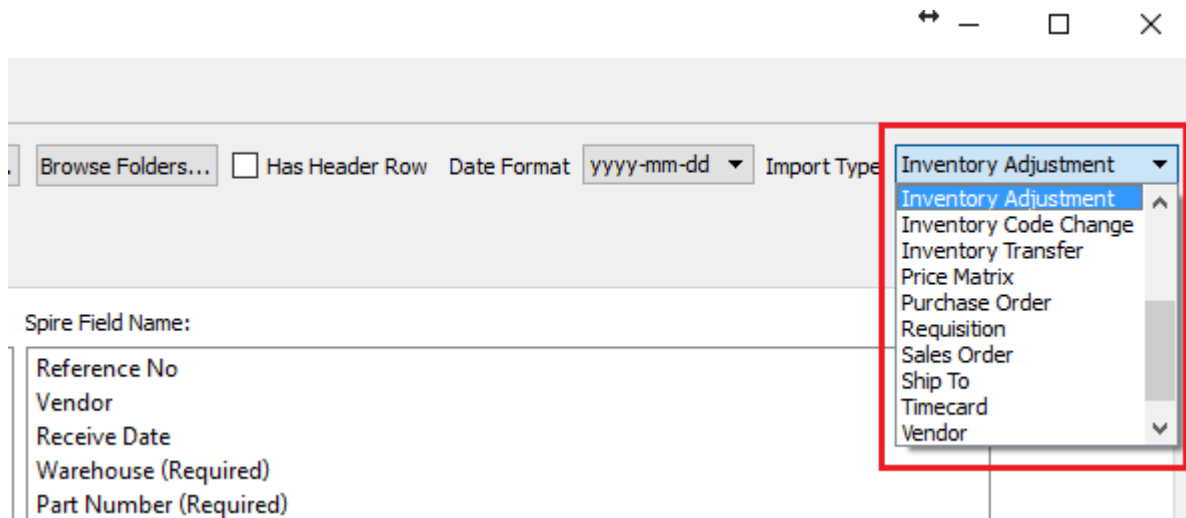 Browse Folders...
Has Header Row
Date Format
yyyy-mm-dd
Import Type
Inventory Adjustment
Inventory Adjustment
Inventory Code Change
Inventory Transfer
Price Matrix
Purchase Order
Requisition
Sales Order
Ship To
Timecard
Vendor
Spire Field Name:
Reference No
Vendor
Receive Date
Warehouse (Required)
Part Number (Required)